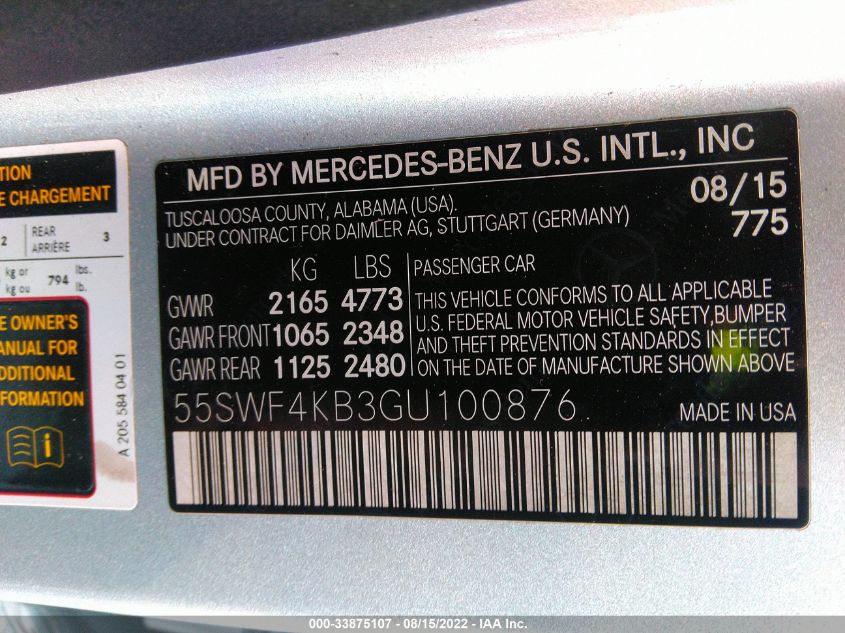 TION
E CHARGEMENT
2 REAR ARRIÈRE 3
kg or kg ou 794 lbs. lb.
E OWNER'S
ANUAL FOR
DDITIONAL
FORMATION
A 205 584 04 01
MFD BY MERCEDES-BENZ U.S. INTL., INC
TUSCALOOSA COUNTY, ALABAMA (USA). 08/15
UNDER CONTRACT FOR DAIMLER AG, STUTTGART (GERMANY) 775
KG LBS
GVWR 2165 4773
GAWR FRONT 1065 2348
GAWR REAR 1125 2480
PASSENGER CAR
THIS VEHICLE CONFORMS TO ALL APPLICABLE
U.S. FEDERAL MOTOR VEHICLE SAFETY,BUMPER
AND THEFT PREVENTION STANDARDS IN EFFECT
ON THE DATE OF MANUFACTURE SHOWN ABOVE
55SWF4KB3GU100876 MADE IN USA
000-33875107 - 08/15/2022 - IAA Inc.